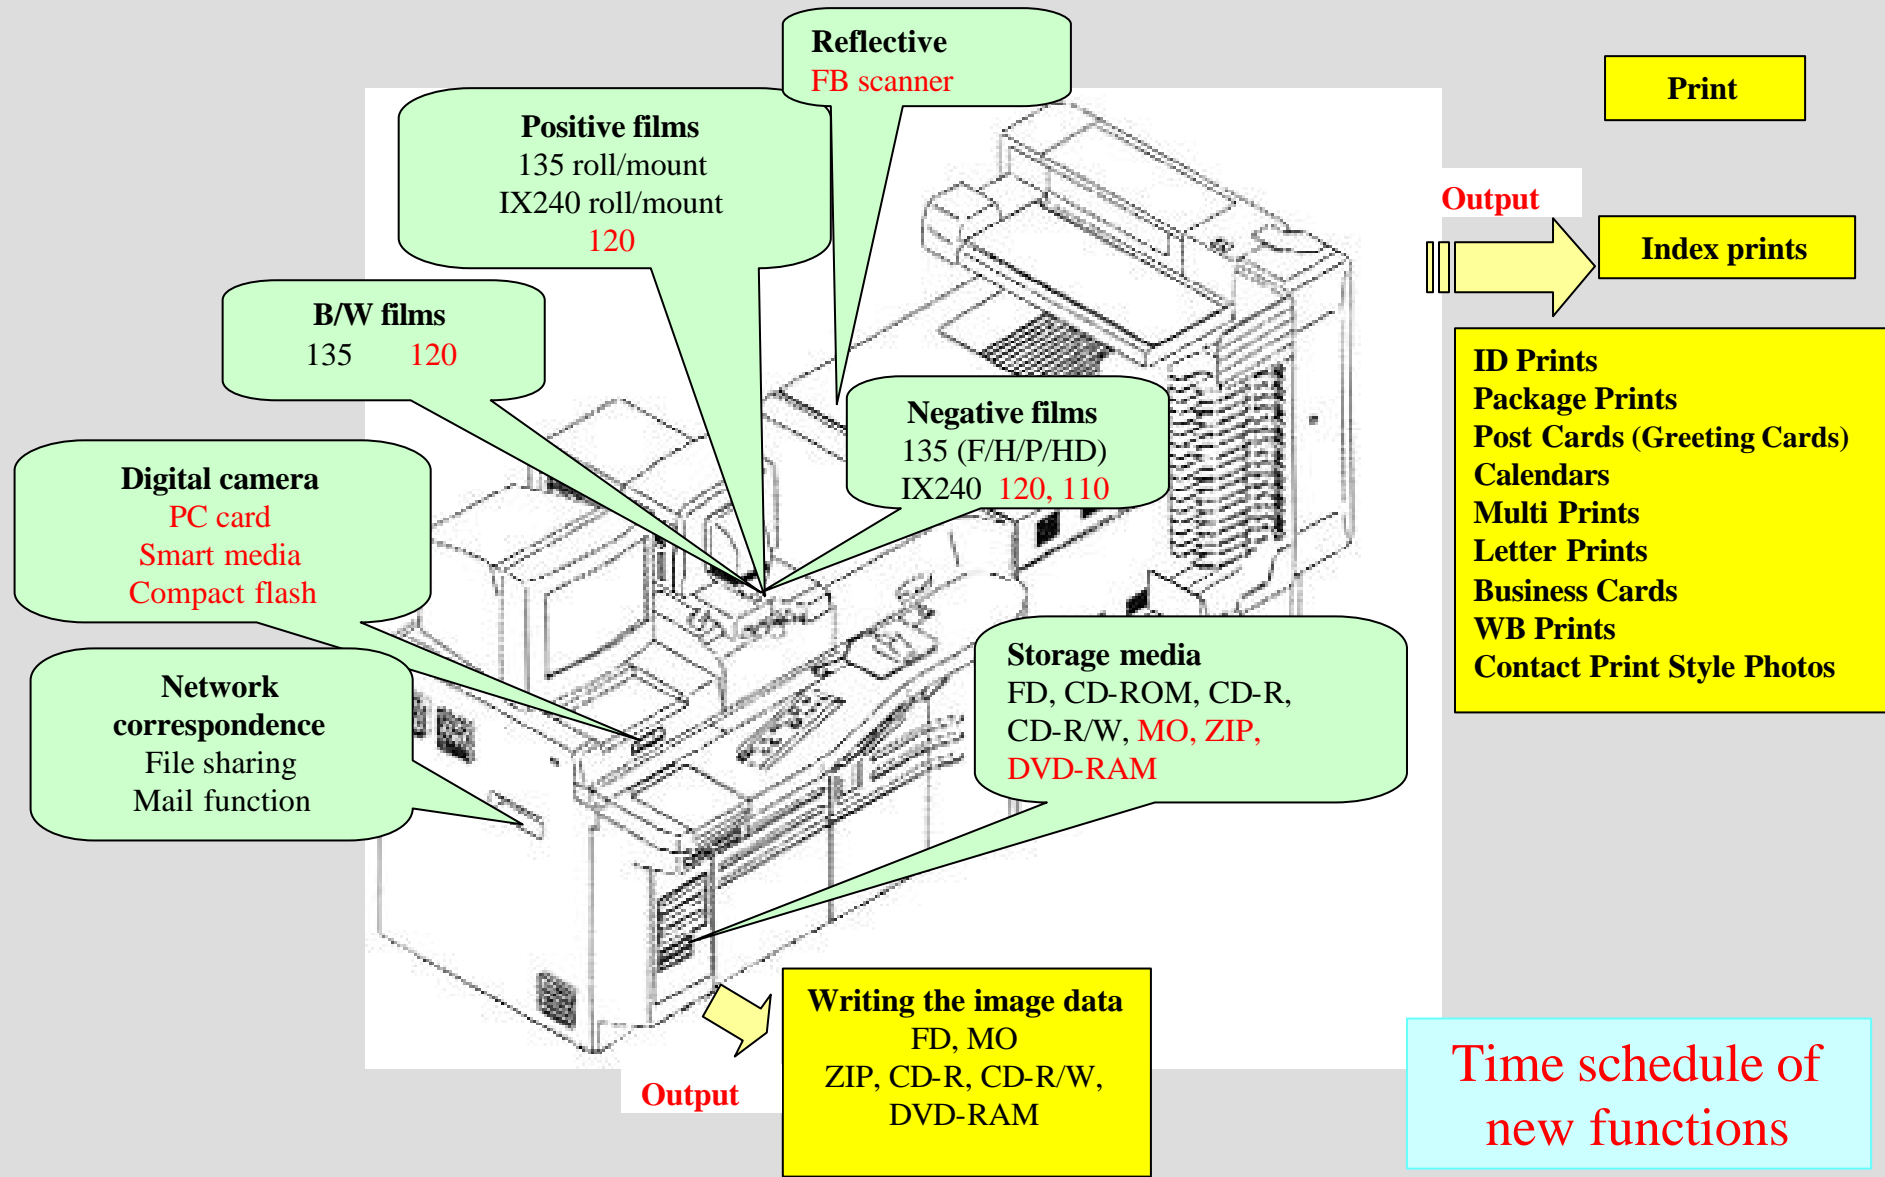 Reflective
FB scanner
Print
Positive films
135 roll/mount
IX240 roll/mount
120
Output
Index prints
B/W films
135 120
ID Prints
Package Prints
Post Cards (Greeting Cards)
Calendars
Multi Prints
Letter Prints
Business Cards
WB Prints
Contact Print Style Photos
Negative films
135 (F/H/P/HD)
IX240 120, 110
Digital camera
PC card
Smart media
Compact flash
Network
correspondence
File sharing
Mail function
Storage media
FD, CD-ROM, CD-R,
CD-R/W, MO, ZIP,
DVD-RAM
Output
Writing the image data
FD, MO
ZIP, CD-R, CD-R/W,
DVD-RAM
Time schedule of
new functions